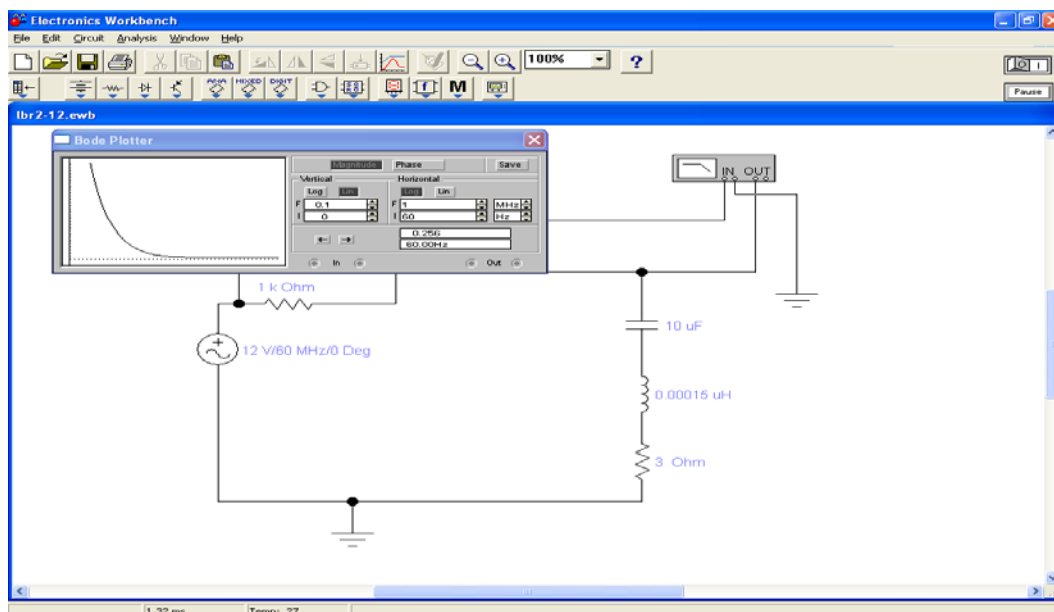 Electronics Workbench
File Edit Circuit Analysis Window Help
100% ?
ANA MIXED DIGIT
M
Pause
lbr2-12.ewb
Bode Plotter
Magnitude Phase Save
Vertical Horizontal
Log Lin Log Lin
F 0.1 F 1 MHz
I 0 I 60 Hz
0.256
60.00Hz
In Out
IN OUT
1 k Ohm
10 uF
12 V/60 MHz/0 Deg
0.00015 uH
3 Ohm
1.32 ms Temp: 27